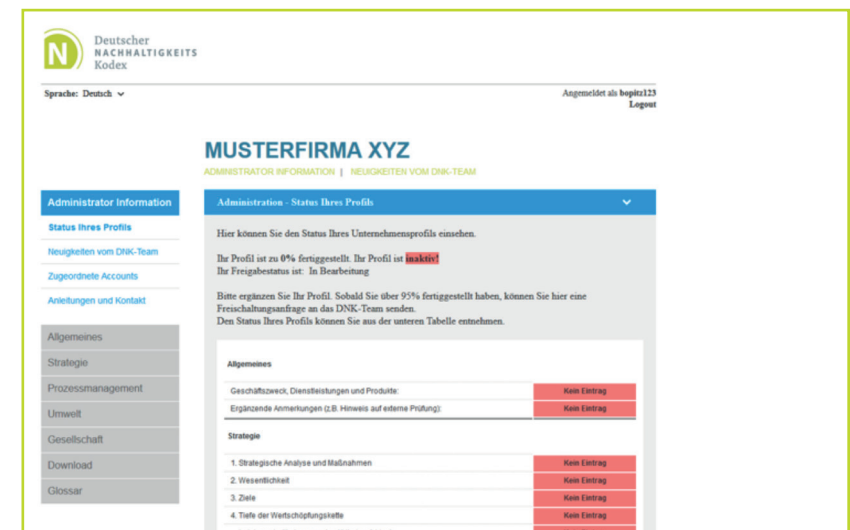 Deutscher
NACHHALTIGKEITS
Kodex
Sprache: Deutsch
Angemeldet als bopitz123
Logout
MUSTERFIRMA XYZ
ADMINISTRATOR INFORMATION | NEUIGKEITEN VOM DNK-TEAM
Administrator Information
Status Ihres Profils
Neuigkeiten vom DNK-Team
Zugeordnete Accounts
Anleitungen und Kontakt
Allgemeines
Strategie
Prozessmanagement
Umwelt
Gesellschaft
Download
Glossar
Administration - Status Ihres Profils
Hier können Sie den Status Ihres Unternehmensprofils einsehen.
Ihr Profil ist zu 0% fertiggestellt. Ihr Profil ist inaktiv!
Ihr Freigabestatus ist: In Bearbeitung
Bitte ergänzen Sie Ihr Profil. Sobald Sie über 95% fertiggestellt haben, können Sie hier eine
Freischaltungsanfrage an das DNK-Team senden.
Den Status Ihres Profils können Sie aus der unteren Tabelle entnehmen.
Allgemeines
Geschäftszweck, Dienstleistungen und Produkte: Kein Eintrag
Ergänzende Anmerkungen (z.B. Hinweis auf externe Prüfung): Kein Eintrag
Strategie
1. Strategische Analyse und Maßnahmen Kein Eintrag
2. Wesentlichkeit Kein Eintrag
3. Ziele Kein Eintrag
4. Tiefe der Wertschöpfungskette Kein Eintrag